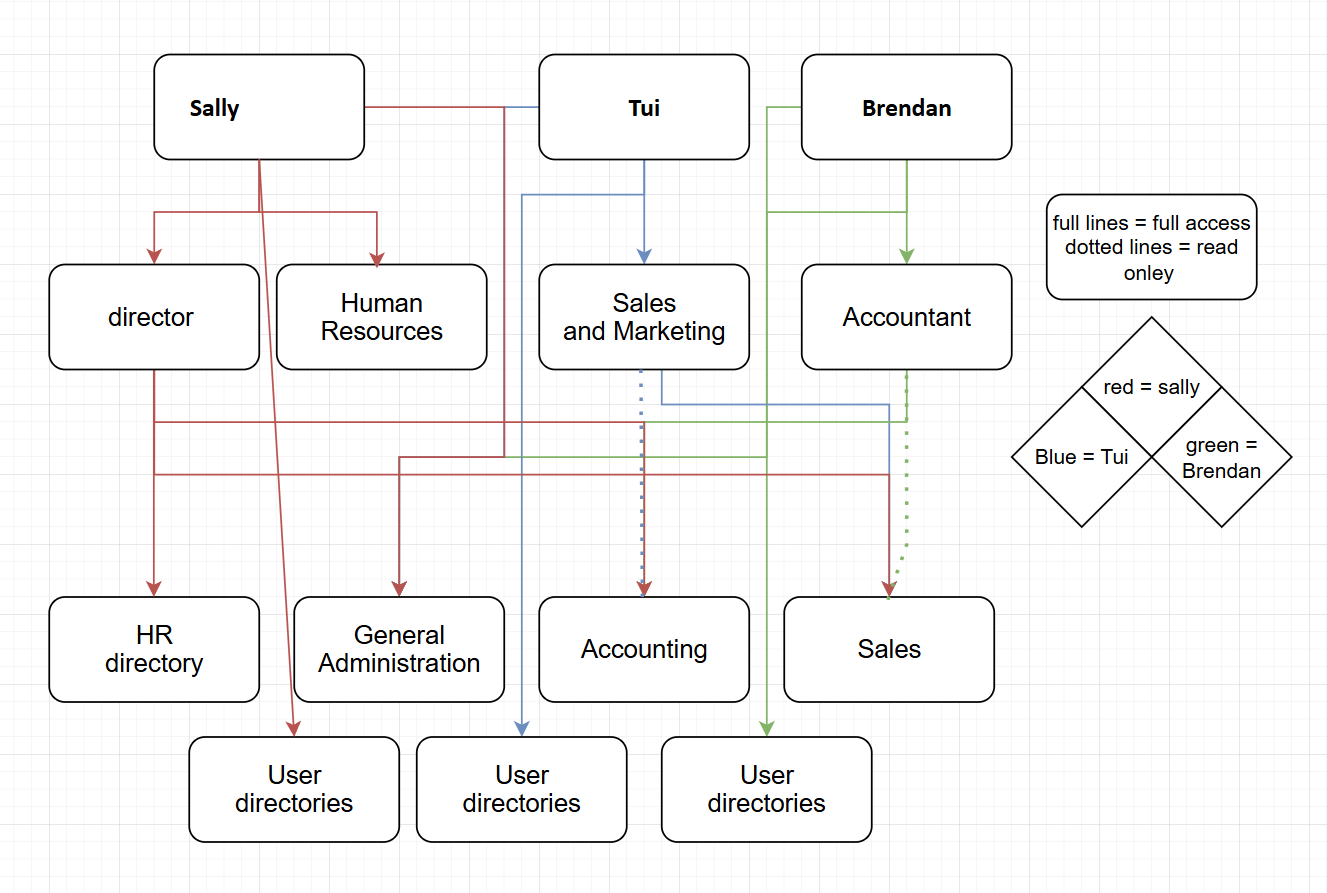 Sally
Tui
Brendan
full lines = full access
dotted lines = read
onley
director
Human
Resources
Sales
and Marketing
Accountant
red = sally
Blue = Tui
green =
Brendan
HR
directory
General
Administration
Accounting
Sales
User
directories
User
directories
User
directories